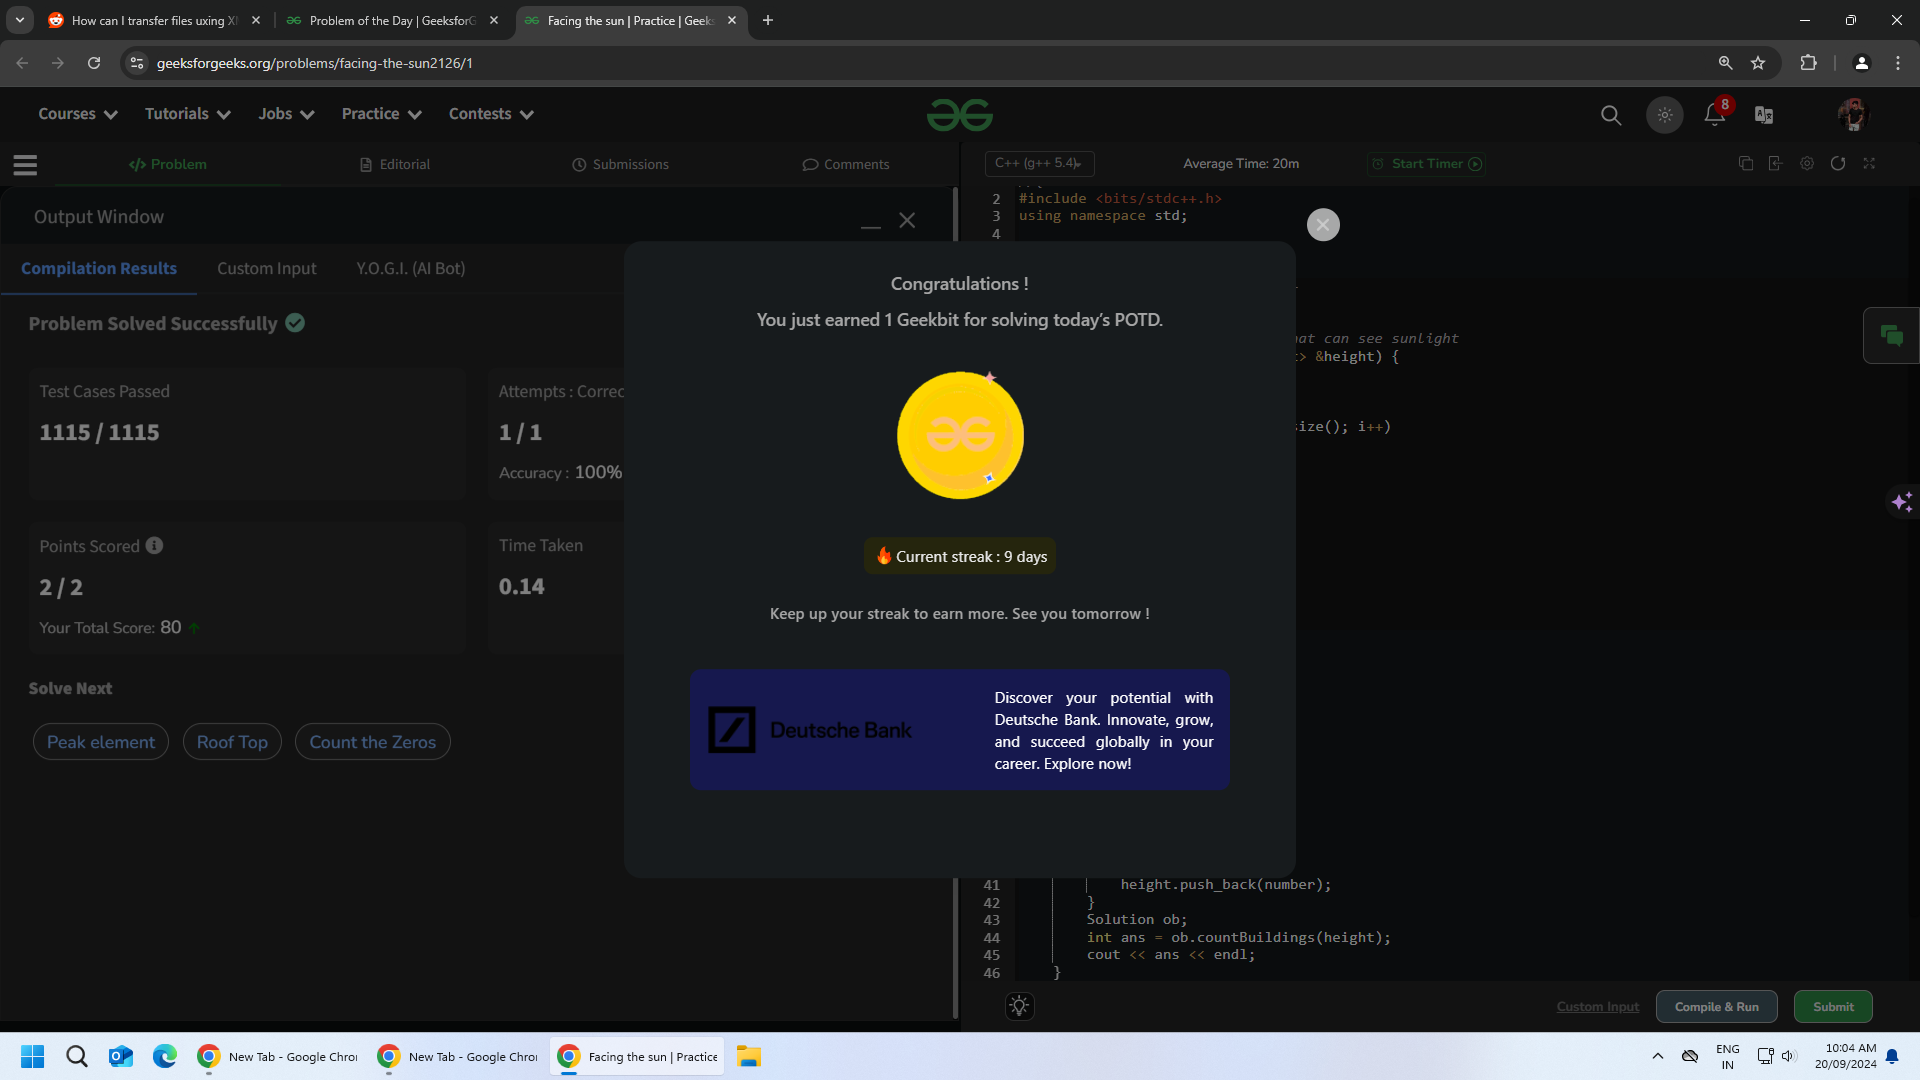 How can I transfer files uxing X
Problem of the Day | Geeksfor
Facing the sun | Practice | Geeks
geeksforgeeks.org/problems/facing-the-sun2126/1
Courses
Tutorials
Jobs
Practice
Contests
8
</> Problem
Editorial
Submissions
Comments
C++ (g++ 5.4)
Average Time: 20m
Start Timer
Output Window
Compilation Results
Custom Input
Y.O.G.I. (AI Bot)
Problem Solved Successfully
Test Cases Passed
1115 / 1115
Attempts : Correc
1 / 1
Accuracy : 100%
Points Scored
2 / 2
Your Total Score: 80
Time Taken
0.14
Solve Next
Peak element
Roof Top
Count the Zeros
2 #include <bits/stdc++.h>
3 using namespace std;
4
hat can see sunlight
> &height) {
size(); i++)
Congratulations !
You just earned 1 Geekbit for solving today's POTD.
Current streak : 9 days
Keep up your streak to earn more. See you tomorrow !
Deutsche Bank
Discover your potential with
Deutsche Bank. Innovate, grow,
and succeed globally in your
career. Explore now!
41 height.push_back(number);
42 }
43 Solution ob;
44 int ans = ob.countBuildings(height);
45 cout << ans << endl;
46 }
Custom Input
Compile & Run
Submit
New Tab - Google Chro
New Tab - Google Chro
Facing the sun | Practice
ENG
IN
10:04 AM
20/09/2024